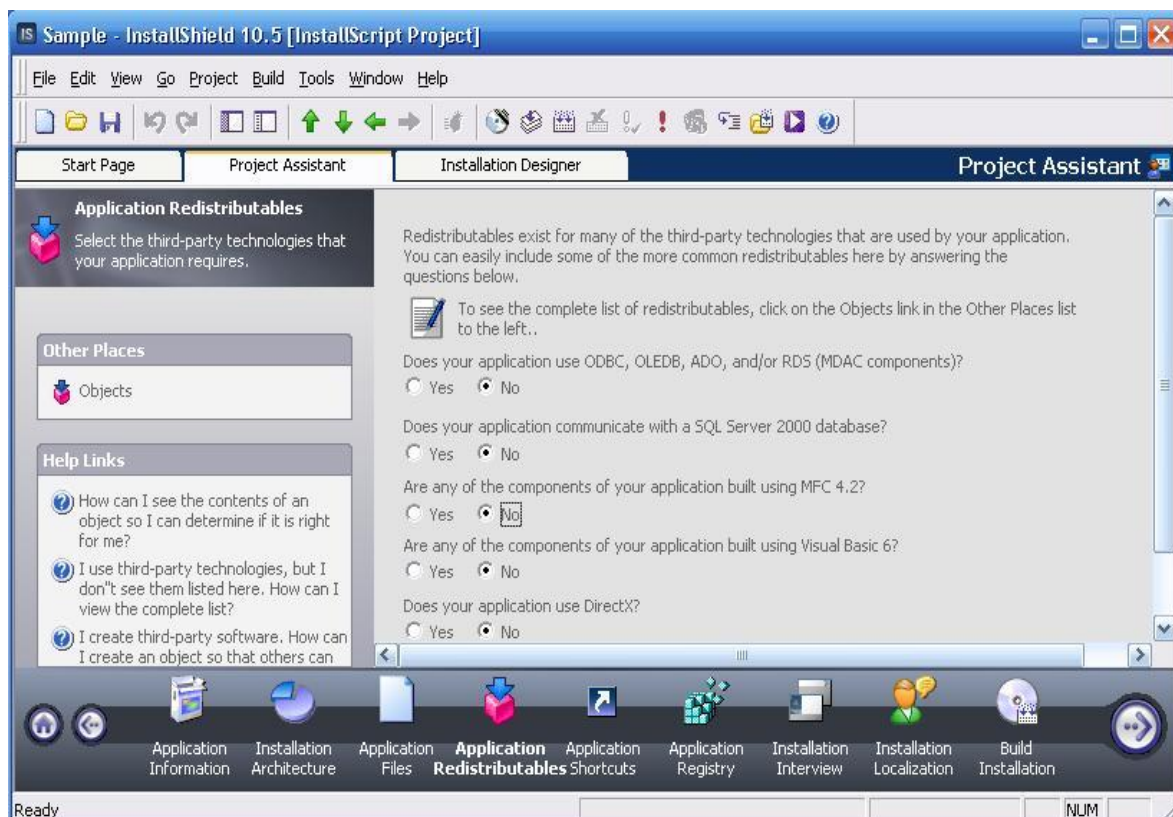 IS Sample - InstallShield 10.5 [InstallScript Project]
File Edit View Go Project Build Tools Window Help
Start Page Project Assistant Installation Designer Project Assistant
Application Redistributables
Select the third-party technologies that
your application requires.
Other Places
Objects
Help Links
How can I see the contents of an
object so I can determine if it is right
for me?
I use third-party technologies, but I
don"t see them listed here. How can I
view the complete list?
I create third-party software. How can
I create an object so that others can
Redistributables exist for many of the third-party technologies that are used by your application.
You can easily include some of the more common redistributables here by answering the
questions below.
To see the complete list of redistributables, click on the Objects link in the Other Places list
to the left..
Does your application use ODBC, OLEDB, ADO, and/or RDS (MDAC components)?
Yes No
Does your application communicate with a SQL Server 2000 database?
Yes No
Are any of the components of your application built using MFC 4.2?
Yes No
Are any of the components of your application built using Visual Basic 6?
Yes No
Does your application use DirectX?
Yes No
Application Information
Installation Architecture
Application Files
Application Redistributables
Application Shortcuts
Application Registry
Installation Interview
Installation Localization
Build Installation
Ready NUM